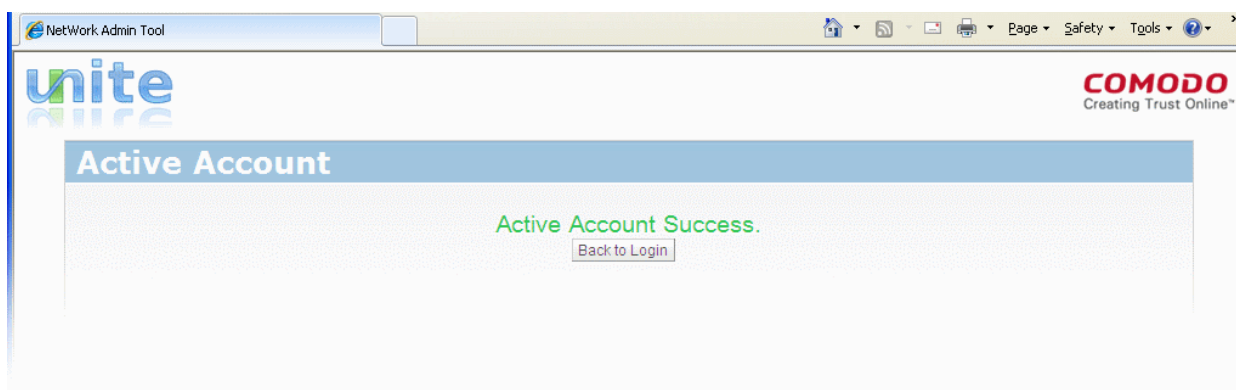 NetWork Admin Tool
Page Safety Tools
unite
COMODO
Creating Trust Online™
Active Account
Active Account Success.
Back to Login